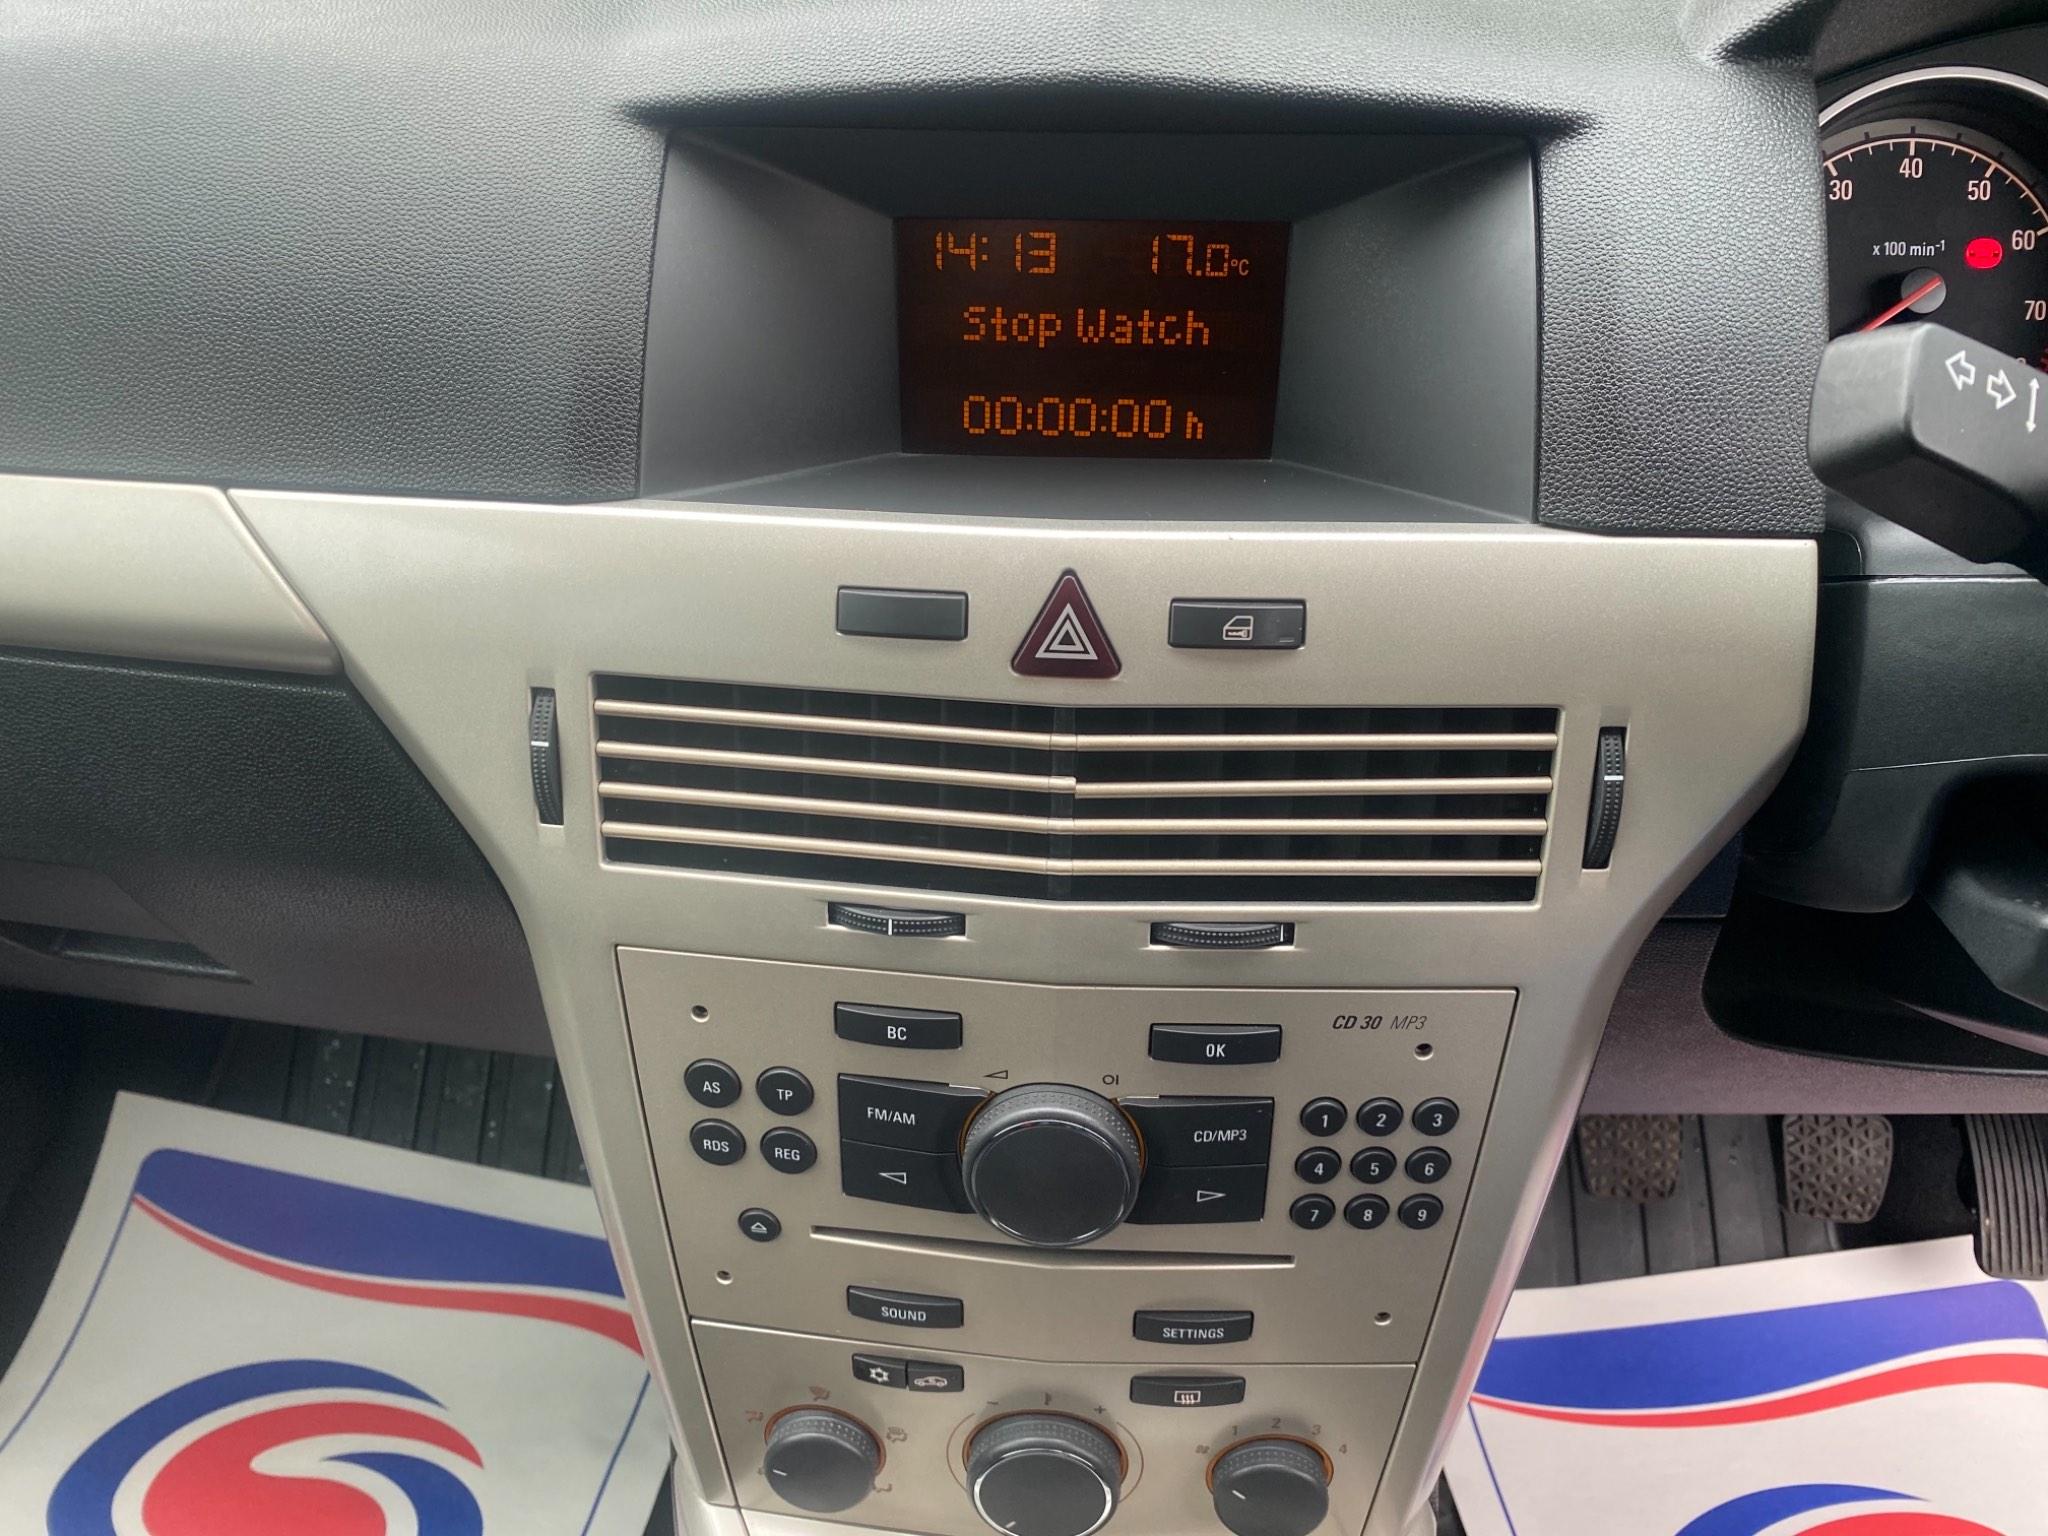 14:13 17.0°C
Stop Watch
00:00:00 h
30 40 50 60 70
x 100 min-1
BC
OK
CD 30 MP3
AS
TP
FM/AM
CD/MP3
1 2 3
RDS
REG
4 5 6
7 8 9
SOUND
SETTINGS
- +
1 2 3 4